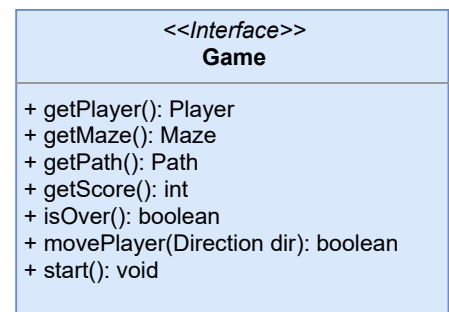 <<Interface>>
Game
+ getPlayer(): Player
+ getMaze(): Maze
+ getPath(): Path
+ getScore(): int
+ isOver(): boolean
+ movePlayer(Direction dir): boolean
+ start(): void